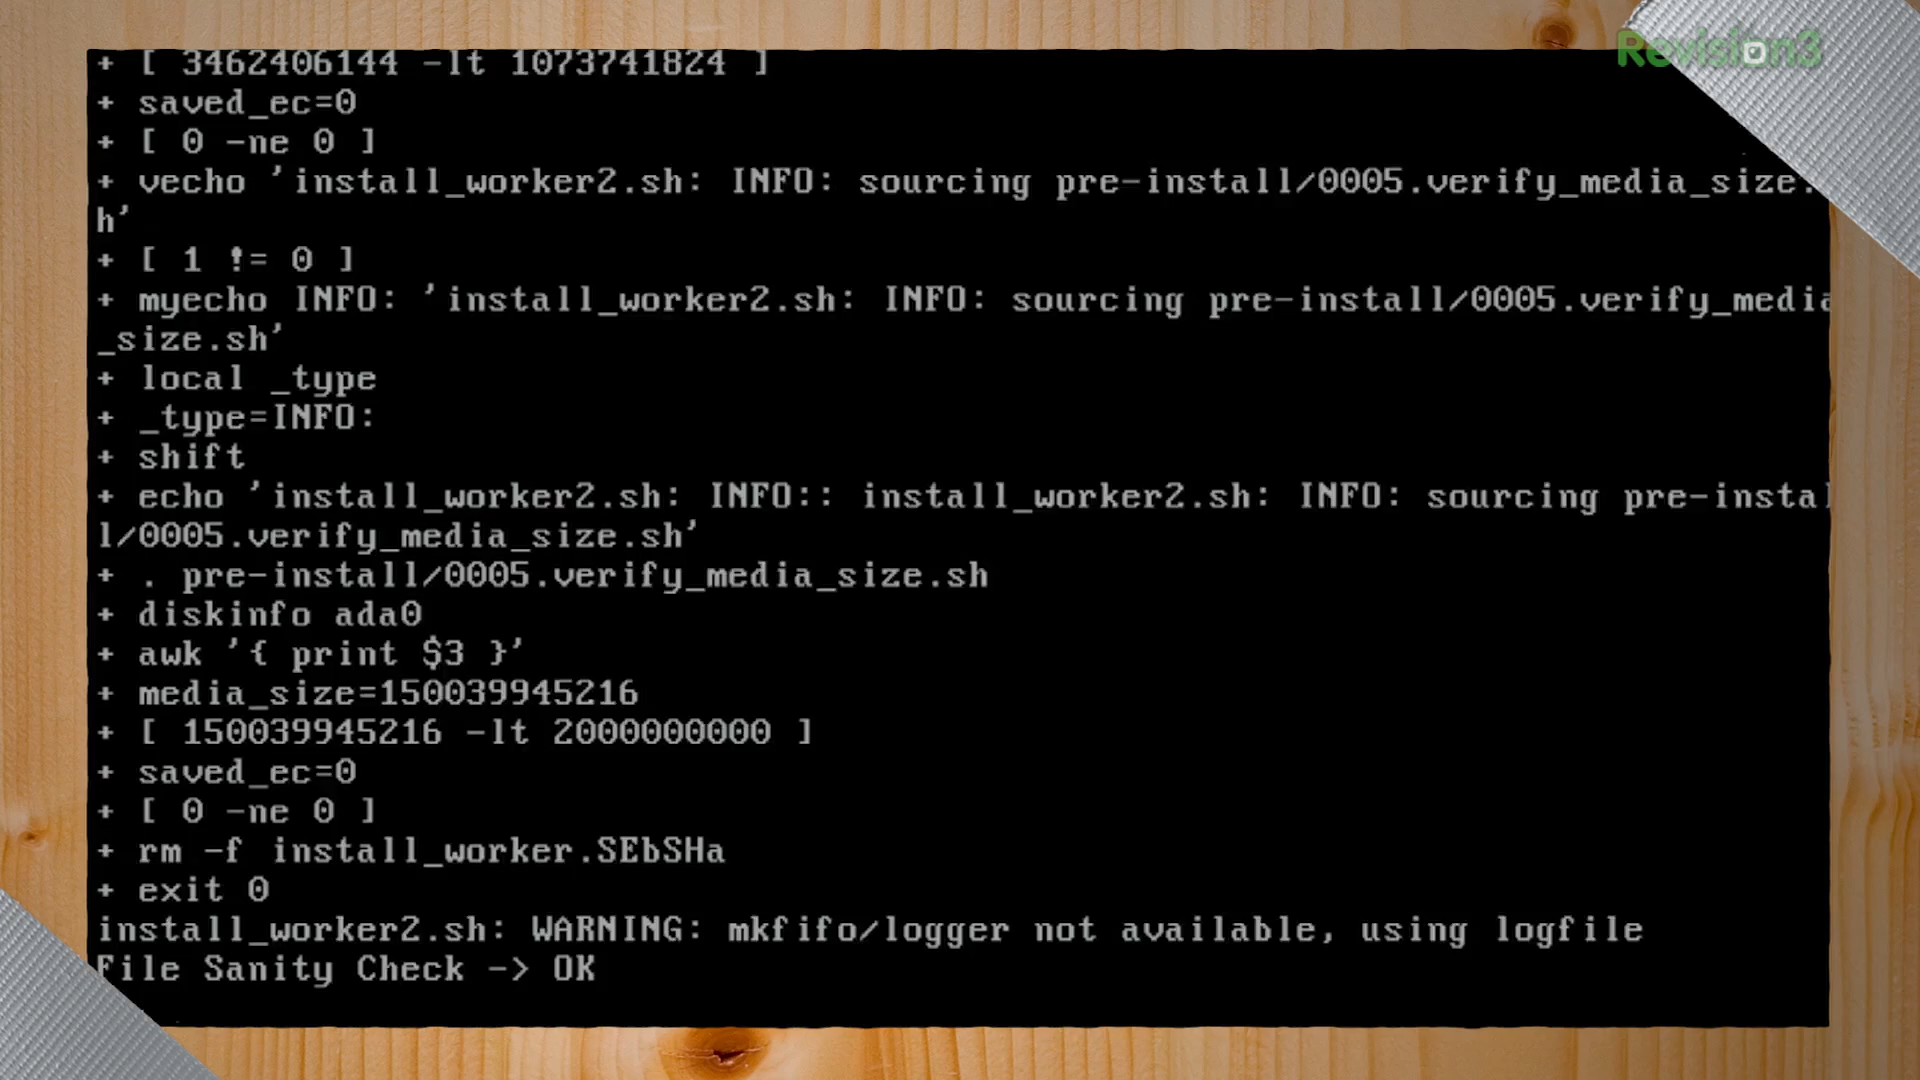 Revision3
+ [ 3462406144 -lt 1073741824 ]
+ saved_ec=0
+ [ 0 -ne 0 ]
+ vecho 'install_worker2.sh: INFO: sourcing pre-install/0005.verify_media_size.
h'
+ [ 1 != 0 ]
+ myecho INFO: 'install_worker2.sh: INFO: sourcing pre-install/0005.verify_media
_size.sh'
+ local _type
+ _type=INFO:
+ shift
+ echo 'install_worker2.sh: INFO:: install_worker2.sh: INFO: sourcing pre-instal
l/0005.verify_media_size.sh'
+ . pre-install/0005.verify_media_size.sh
+ diskinfo ada0
+ awk '{ print $3 }'
+ media_size=150039945216
+ [ 150039945216 -lt 2000000000 ]
+ saved_ec=0
+ [ 0 -ne 0 ]
+ rm -f install_worker.SEbSHa
+ exit 0
install_worker2.sh: WARNING: mkfifo/logger not available, using logfile
File Sanity Check -> OK